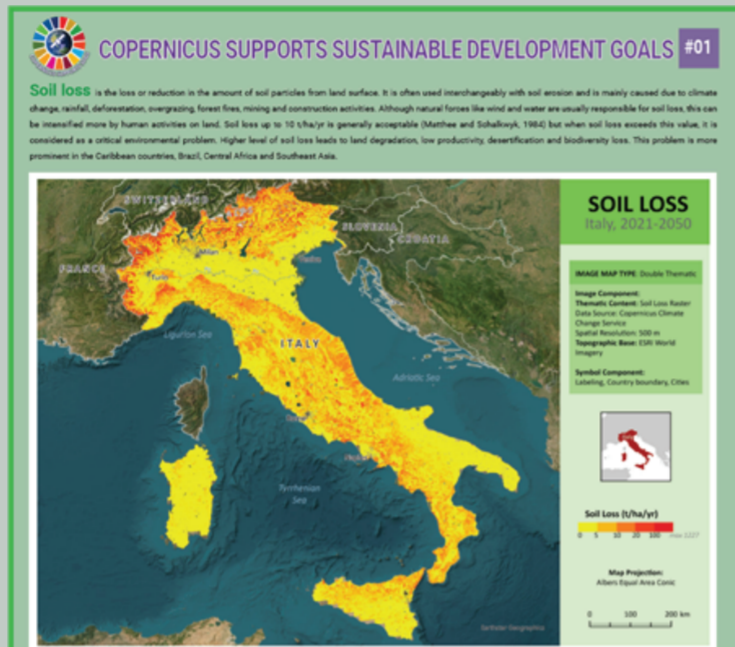 COPERNICUS SUPPORTS SUSTAINABLE DEVELOPMENT GOALS #01
Soil loss is the loss or reduction in the amount of soil particles from land surface. It is often used interchangeably with soil erosion and is mainly caused due to climate
change, rainfall, deforestation, overgrazing, forest fires, mining and construction activities. Although natural forces like wind and water are usually responsible for soil loss, this can
be intensified more by human activities on land. Soil loss up to 10 t/ha/yr is generally acceptable (Matthee and Schalkwyk, 1984) but when soil loss exceeds this value, it is
considered as a critical environmental problem. Higher level of soil loss leads to land degradation, low productivity, desertification and biodiversity loss. This problem is more
prominent in the Caribbean countries, Brazil, Central Africa and Southeast Asia.
SOIL LOSS
Italy, 2021-2050
SWITZERLAND
SLOVENIA
CROATIA
FRANCE
Milan
Turin
Ligurian Sea
ITALY
Adriatic Sea
Tyrrhenian
Sea
IMAGE MAP TYPE: Double Thematic
Image Component:
Thematic Content: Soil Loss Raster
Data Source: Copernicus Climate
Change Service
Spatial Resolution: 500 m
Topographic Base: ESRI World
Imagery
Symbol Component:
Labeling, Country boundary, Cities
Soil Loss (t/ha/yr)
0 5 10 20 100
Map Projection:
Albers Equal Area Conic
0 100 200 km
Earthstar Geographics